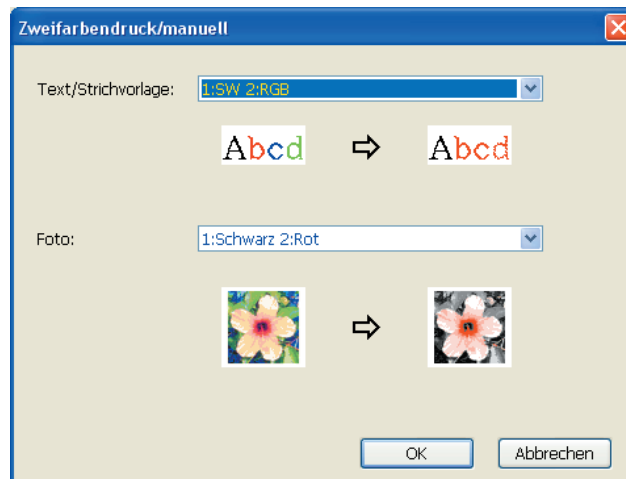 Zweifarbendruck/manuell
Text/Strichvorlage: 1:SW 2:RGB
Abcd ⇨ Abcd
Foto: 1:Schwarz 2:Rot
OK Abbrechen